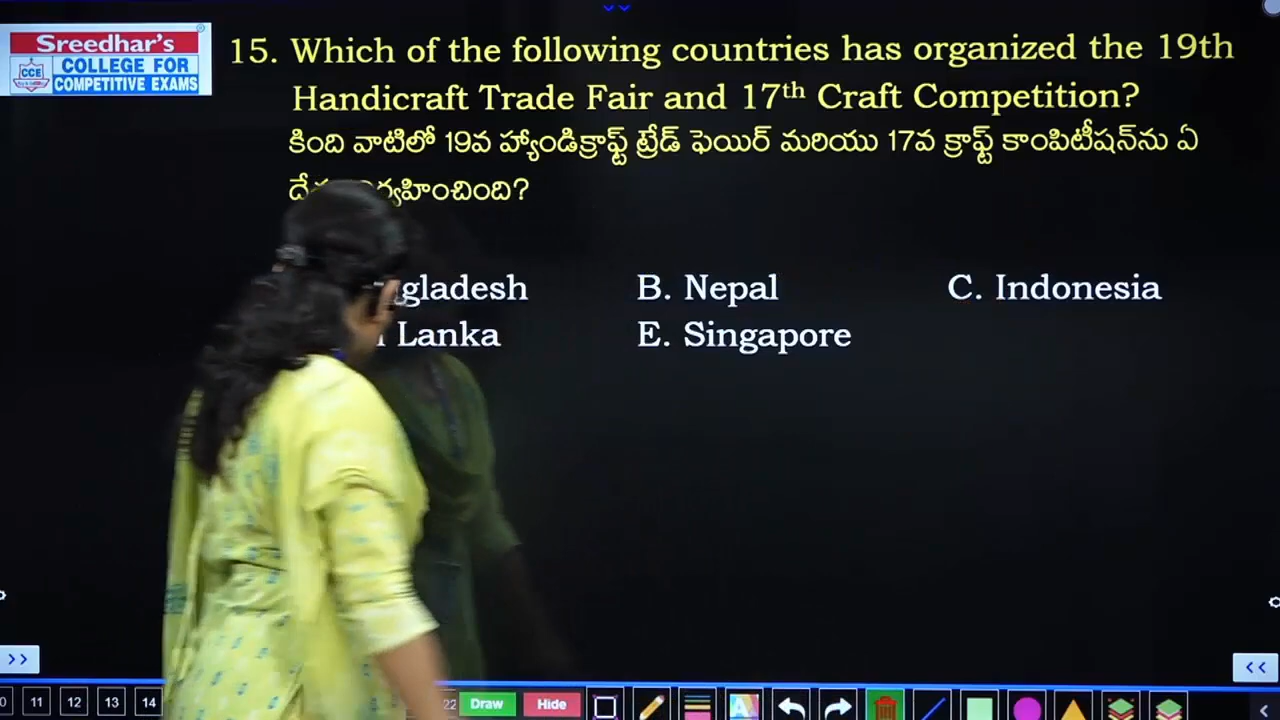 Sreedhar's
CCE
COLLEGE FOR
COMPETITIVE EXAMS
15. Which of the following countries has organized the 19th
Handicraft Trade Fair and 17th Craft Competition?
కింది వాటిలో 19వ హ్యాండిక్రాఫ్ట్ ట్రేడ్ ఫెయిర్ మరియు 17వ క్రాఫ్ట్ కాంపిటీషన్‌ను ఏ
gladesh B. Nepal C. Indonesia
Lanka E. Singapore
>> <<
11 12 13 14 22 Draw Hide